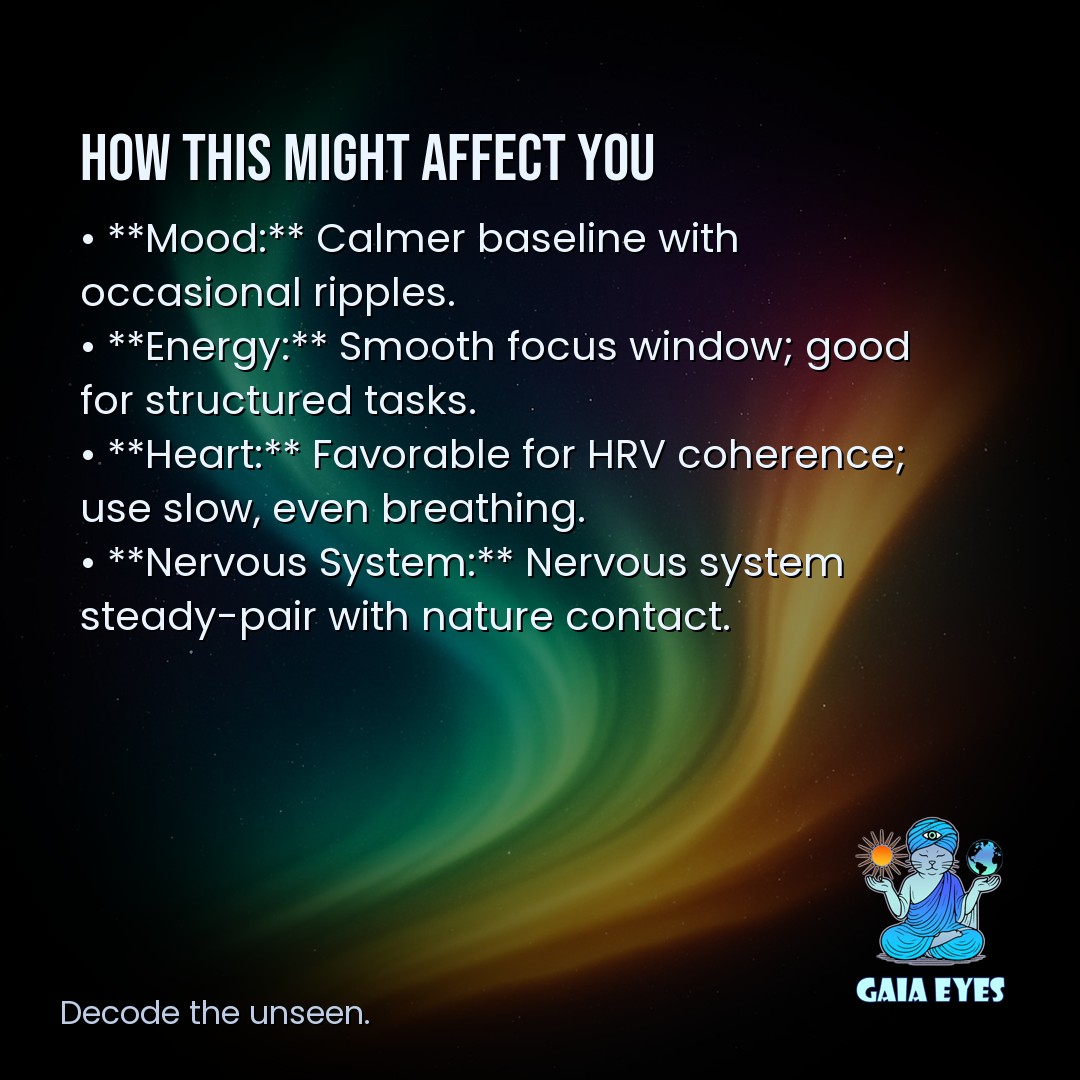 HOW THIS MIGHT AFFECT YOU
• **Mood:** Calmer baseline with
occasional ripples.
• **Energy:** Smooth focus window; good
for structured tasks.
• **Heart:** Favorable for HRV coherence;
use slow, even breathing.
• **Nervous System:** Nervous system
steady-pair with nature contact.
GAIA EYES
Decode the unseen.